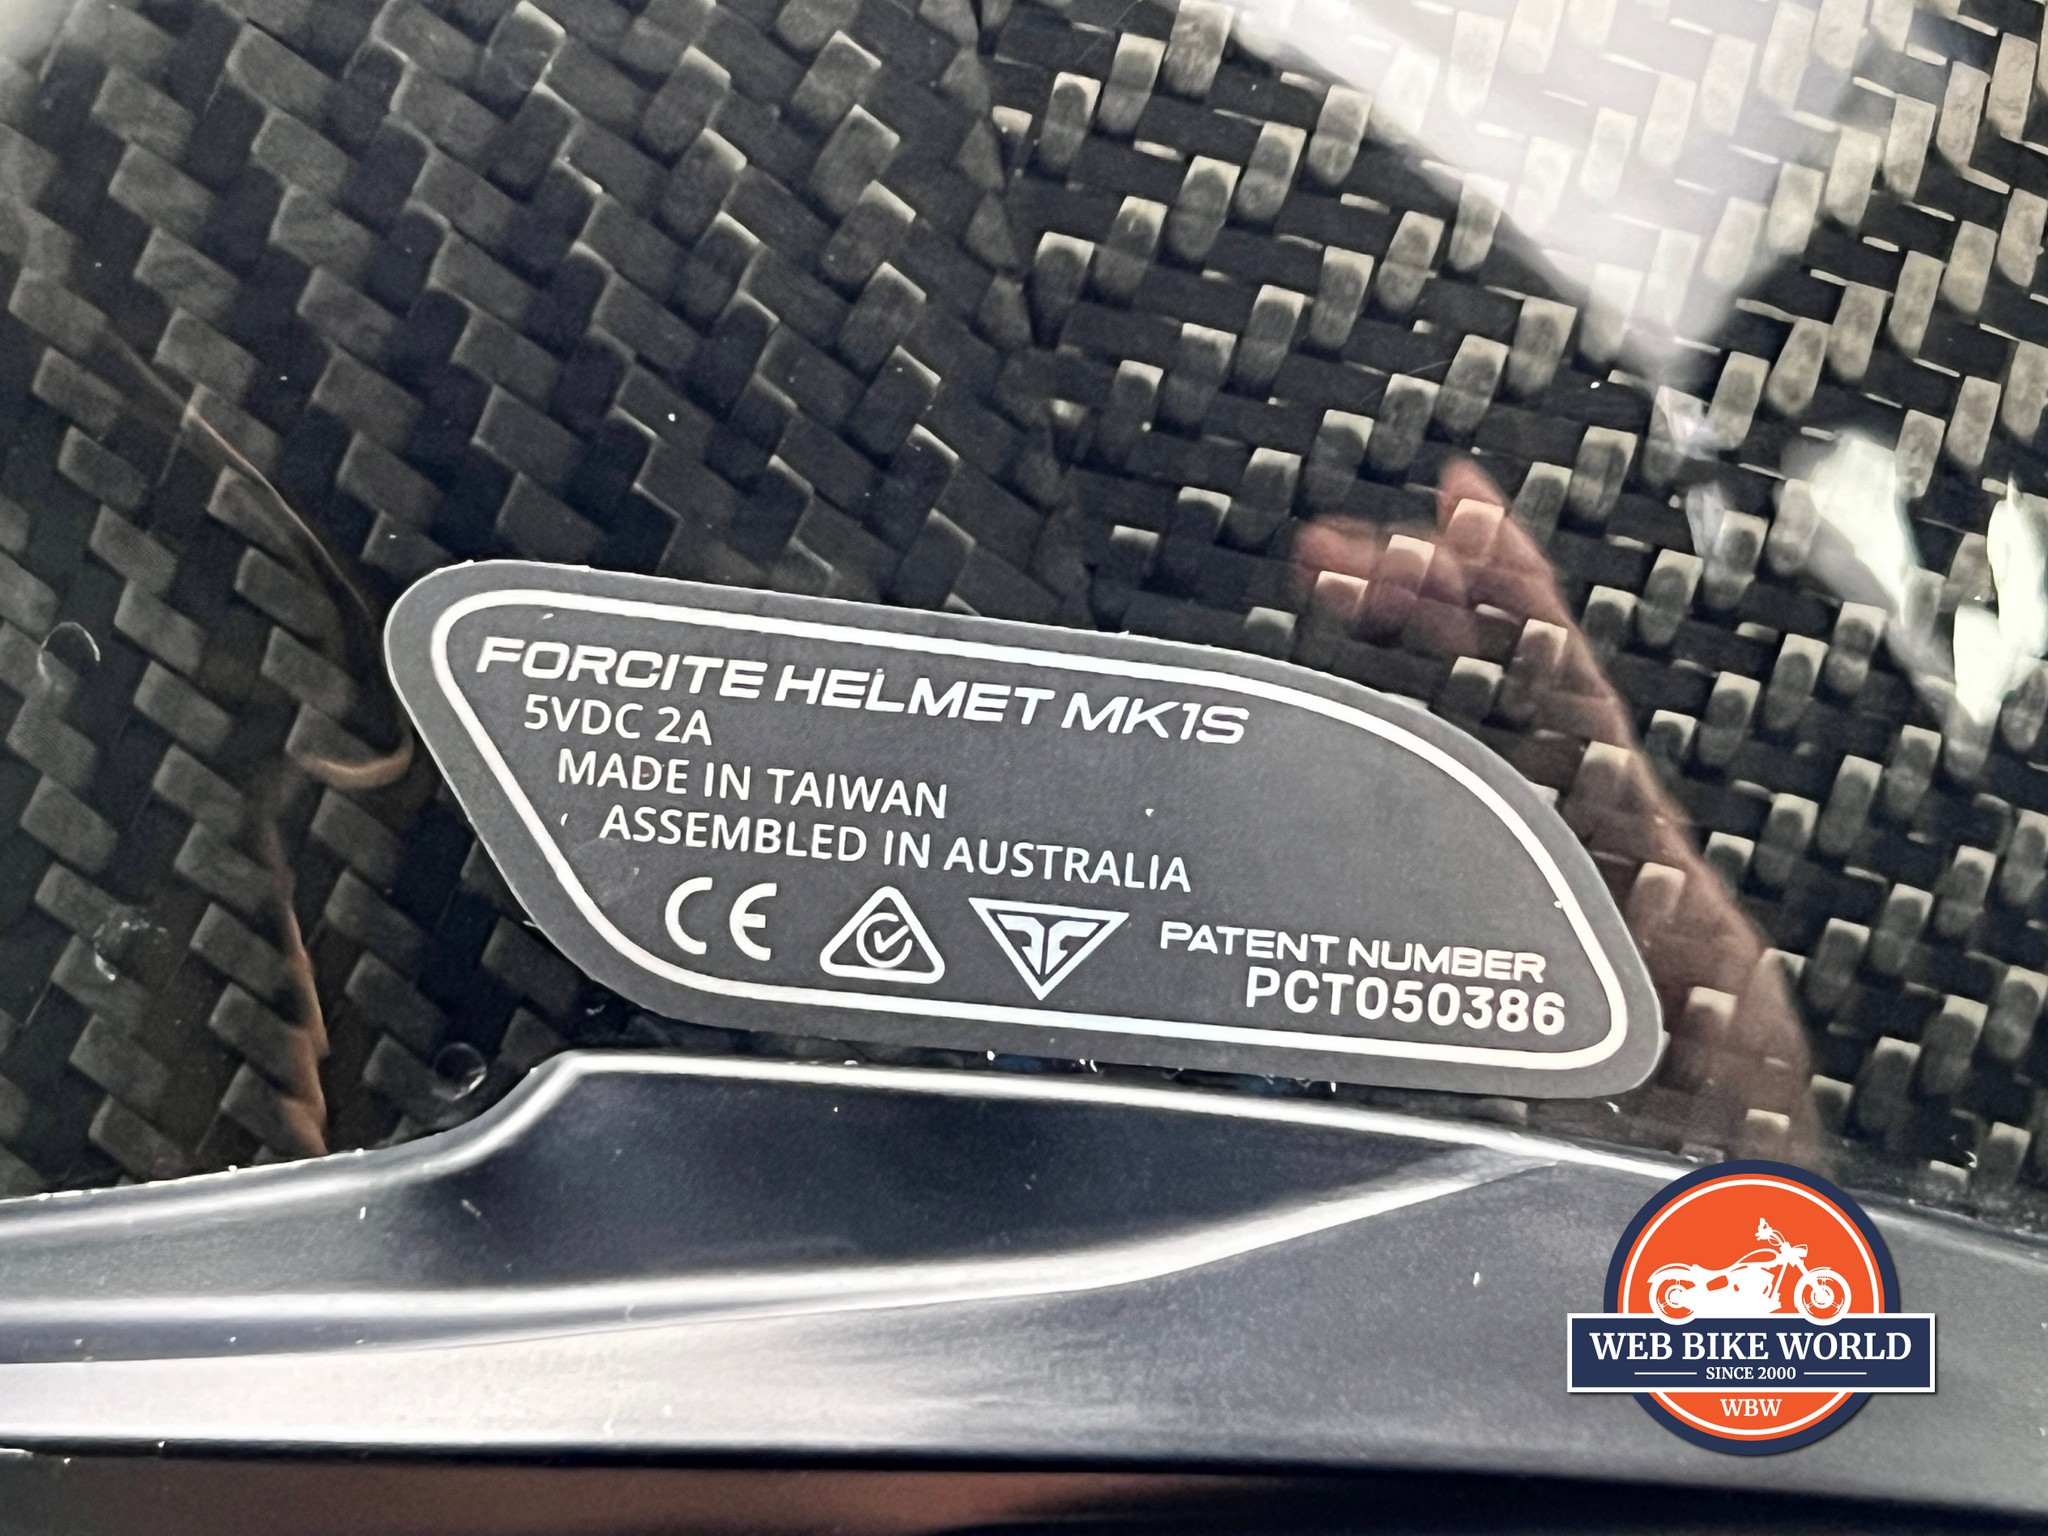 FORCITE HELMET MK1S
5VDC 2A
MADE IN TAIWAN
ASSEMBLED IN AUSTRALIA
CE
PATENT NUMBER
PCT050386
WEB BIKE WORLD
SINCE 2000
WBW